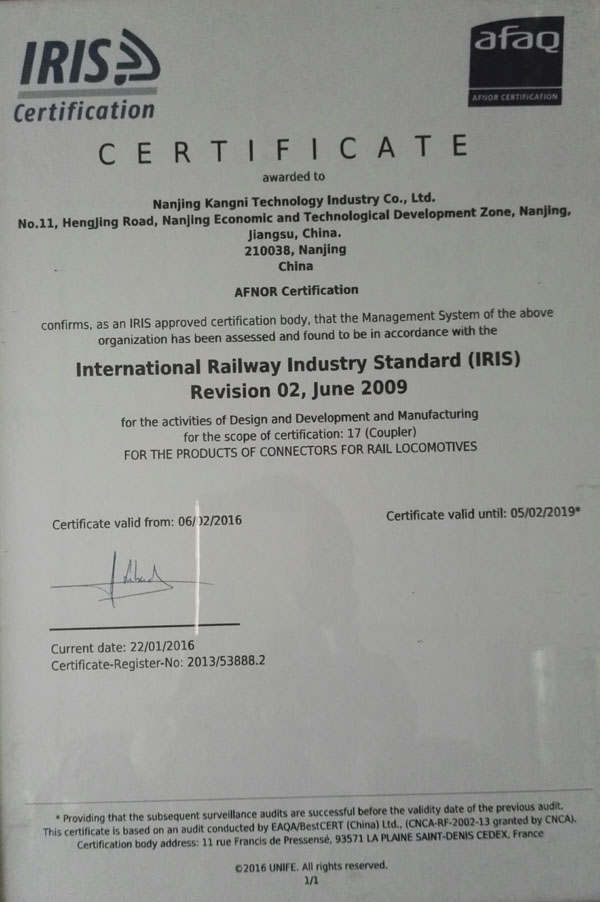 IRIS
Certification
afaq
AFNOR CERTIFICATION
CERTIFICATE
awarded to
Nanjing Kangni Technology Industry Co., Ltd.
No.11, HengJing Road, Nanjing Economic and Technological Development Zone, Nanjing,
Jiangsu, China.
210038, Nanjing
China
AFNOR Certification
confirms, as an IRIS approved certification body, that the Management System of the above
organization has been assessed and found to be in accordance with the
International Railway Industry Standard (IRIS)
Revision 02, June 2009
for the activities of Design and Development and Manufacturing
for the scope of certification: 17 (Coupler)
FOR THE PRODUCTS OF CONNECTORS FOR RAIL LOCOMOTIVES
Certificate valid from: 06/02/2016
Certificate valid until: 05/02/2019*
Current date: 22/01/2016
Certificate-Register-No: 2013/53888.2
* Providing that the subsequent surveillance audits are successful before the validity date of the previous audit.
This certificate is based on an audit conducted by EAQA/BestCERT (China) Ltd., (CNCA-RF-2002-13 granted by CNCA).
Certification body address: 11 rue Francis de Pressensé, 93571 LA PLAINE SAINT-DENIS CEDEX, France
©2016 UNIFE. All rights reserved.
1/1